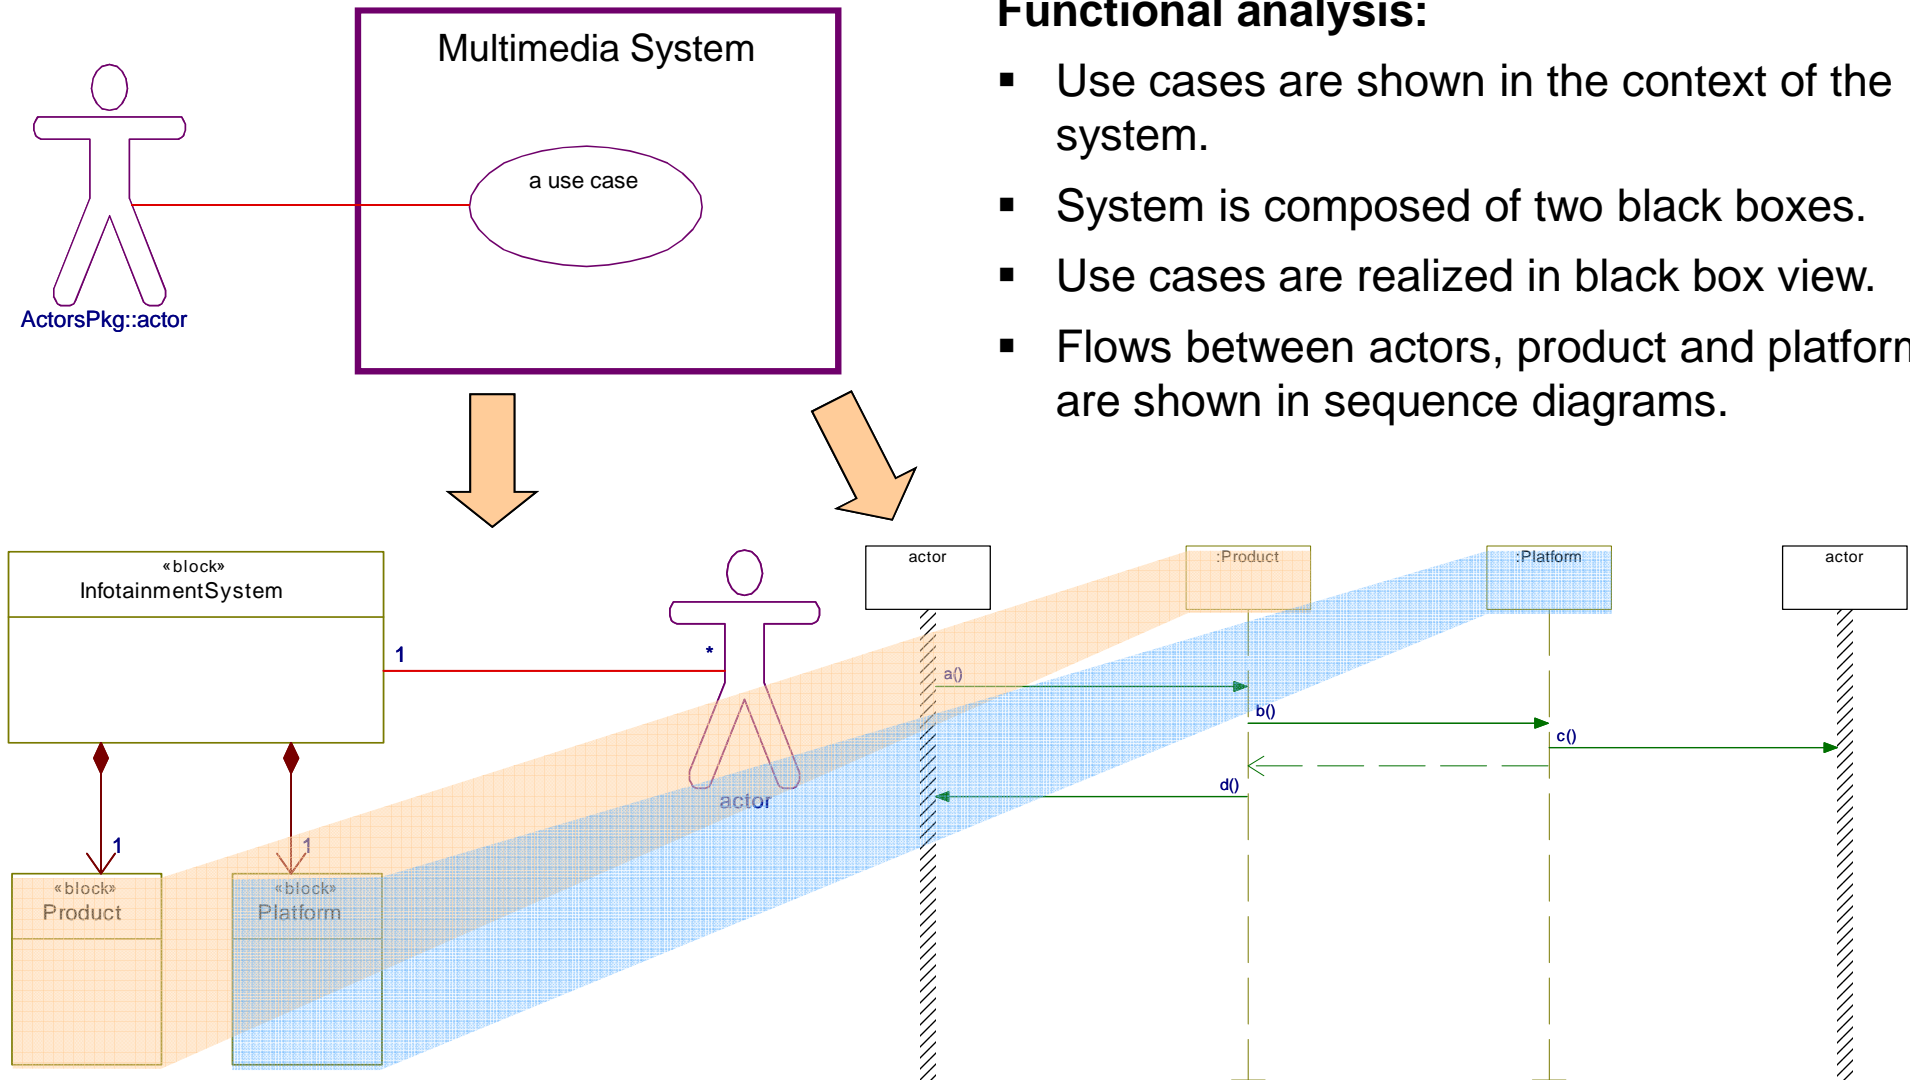 Functional analysis:
Multimedia System
▪ Use cases are shown in the context of the
system.
a use case
▪ System is composed of two black boxes.
▪ Use cases are realized in black box view.
ActorsPkg::actor
▪ Flows between actors, product and platform
are shown in sequence diagrams.
«block»
InfotainmentSystem
1
*
actor
1
1
«block»
Product
«block»
Platform
actor
:Product
:Platform
actor
a()
b()
c()
d()